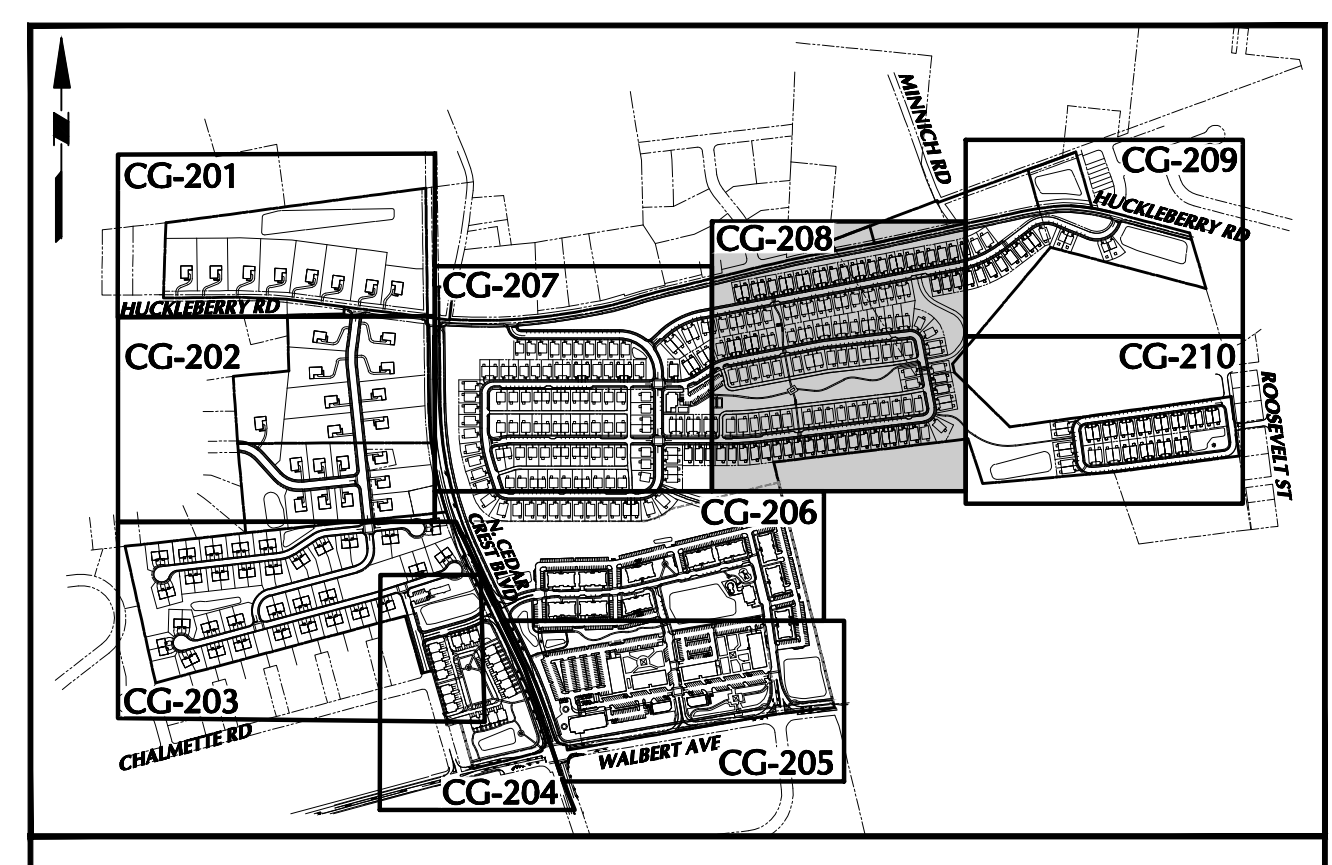 MINNICH RD
CG-201
CG-209
HUCKLEBERRY RD
CG-208
CG-207
HUCKLEBERRY RD
CG-202
CG-210
ROOSEVELT ST
CG-206
N. CEDAR
CREST BLVD
CG-203
CHALMETTE RD
WALBERT AVE
CG-205
CG-204
N